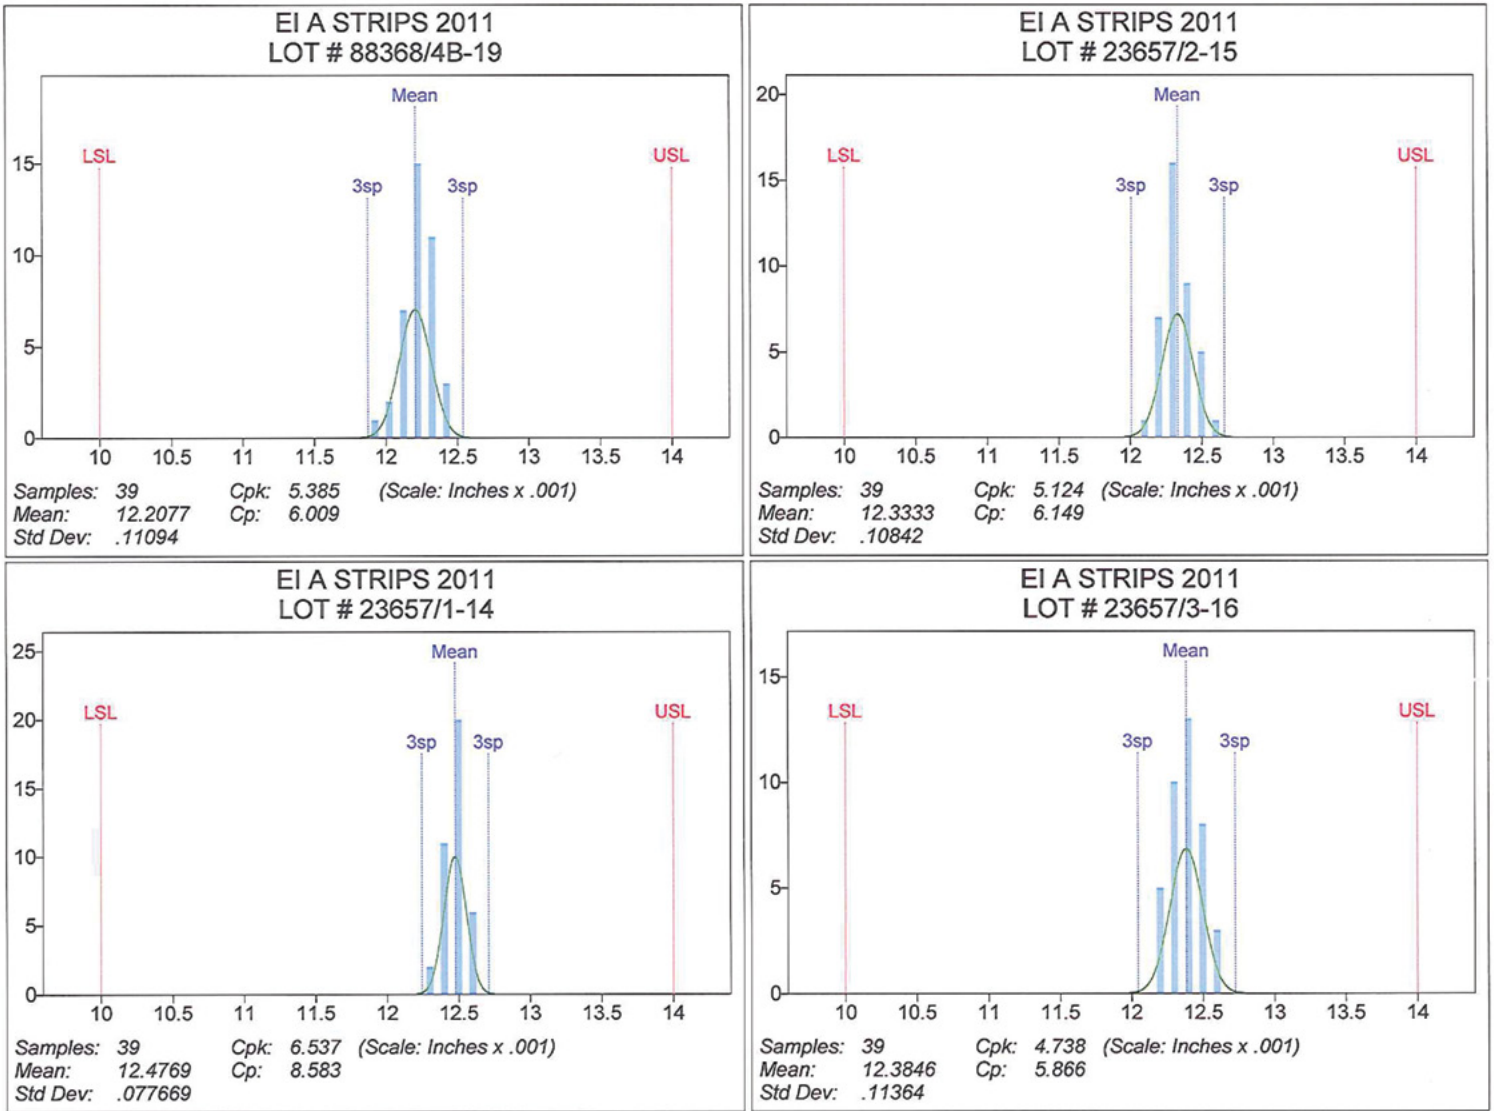 EI A STRIPS 2011
LOT # 88368/4B-19
Mean
LSL
USL
3sp
3sp
15
10
5
0
10 10.5 11 11.5 12 12.5 13 13.5 14
Samples: 39 Cpk: 5.385 (Scale: Inches x .001)
Mean: 12.2077 Cp: 6.009
Std Dev: .11094
EI A STRIPS 2011
LOT # 23657/2-15
20
Mean
LSL
USL
3sp
3sp
15
10
5
0
10 10.5 11 11.5 12 12.5 13 13.5 14
Samples: 39 Cpk: 5.124 (Scale: Inches x .001)
Mean: 12.3333 Cp: 6.149
Std Dev: .10842
EI A STRIPS 2011
LOT # 23657/1-14
25
Mean
LSL
USL
3sp
3sp
20
15
10
5
0
10 10.5 11 11.5 12 12.5 13 13.5 14
Samples: 39 Cpk: 6.537 (Scale: Inches x .001)
Mean: 12.4769 Cp: 8.583
Std Dev: .077669
EI A STRIPS 2011
LOT # 23657/3-16
Mean
15
LSL
USL
3sp
3sp
10
5
0
10 10.5 11 11.5 12 12.5 13 13.5 14
Samples: 39 Cpk: 4.738 (Scale: Inches x .001)
Mean: 12.3846 Cp: 5.866
Std Dev: .11364